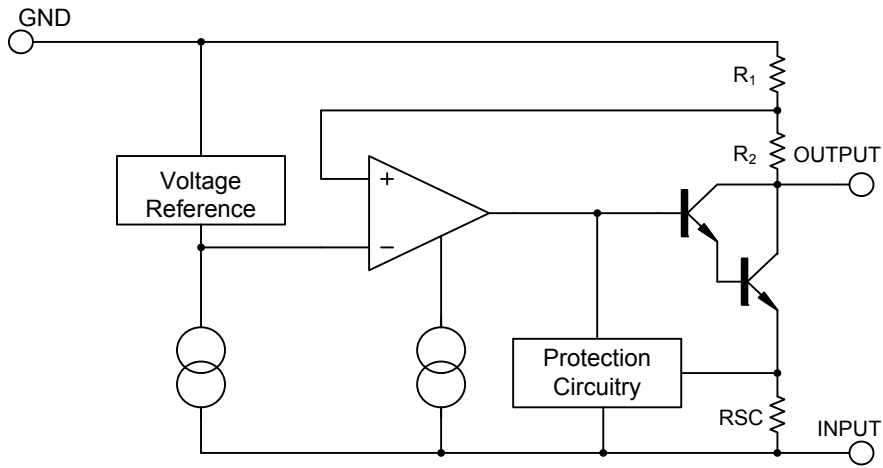 GND
R1
R2
OUTPUT
Voltage
Reference
+
−
Protection
Circuitry
RSC
INPUT